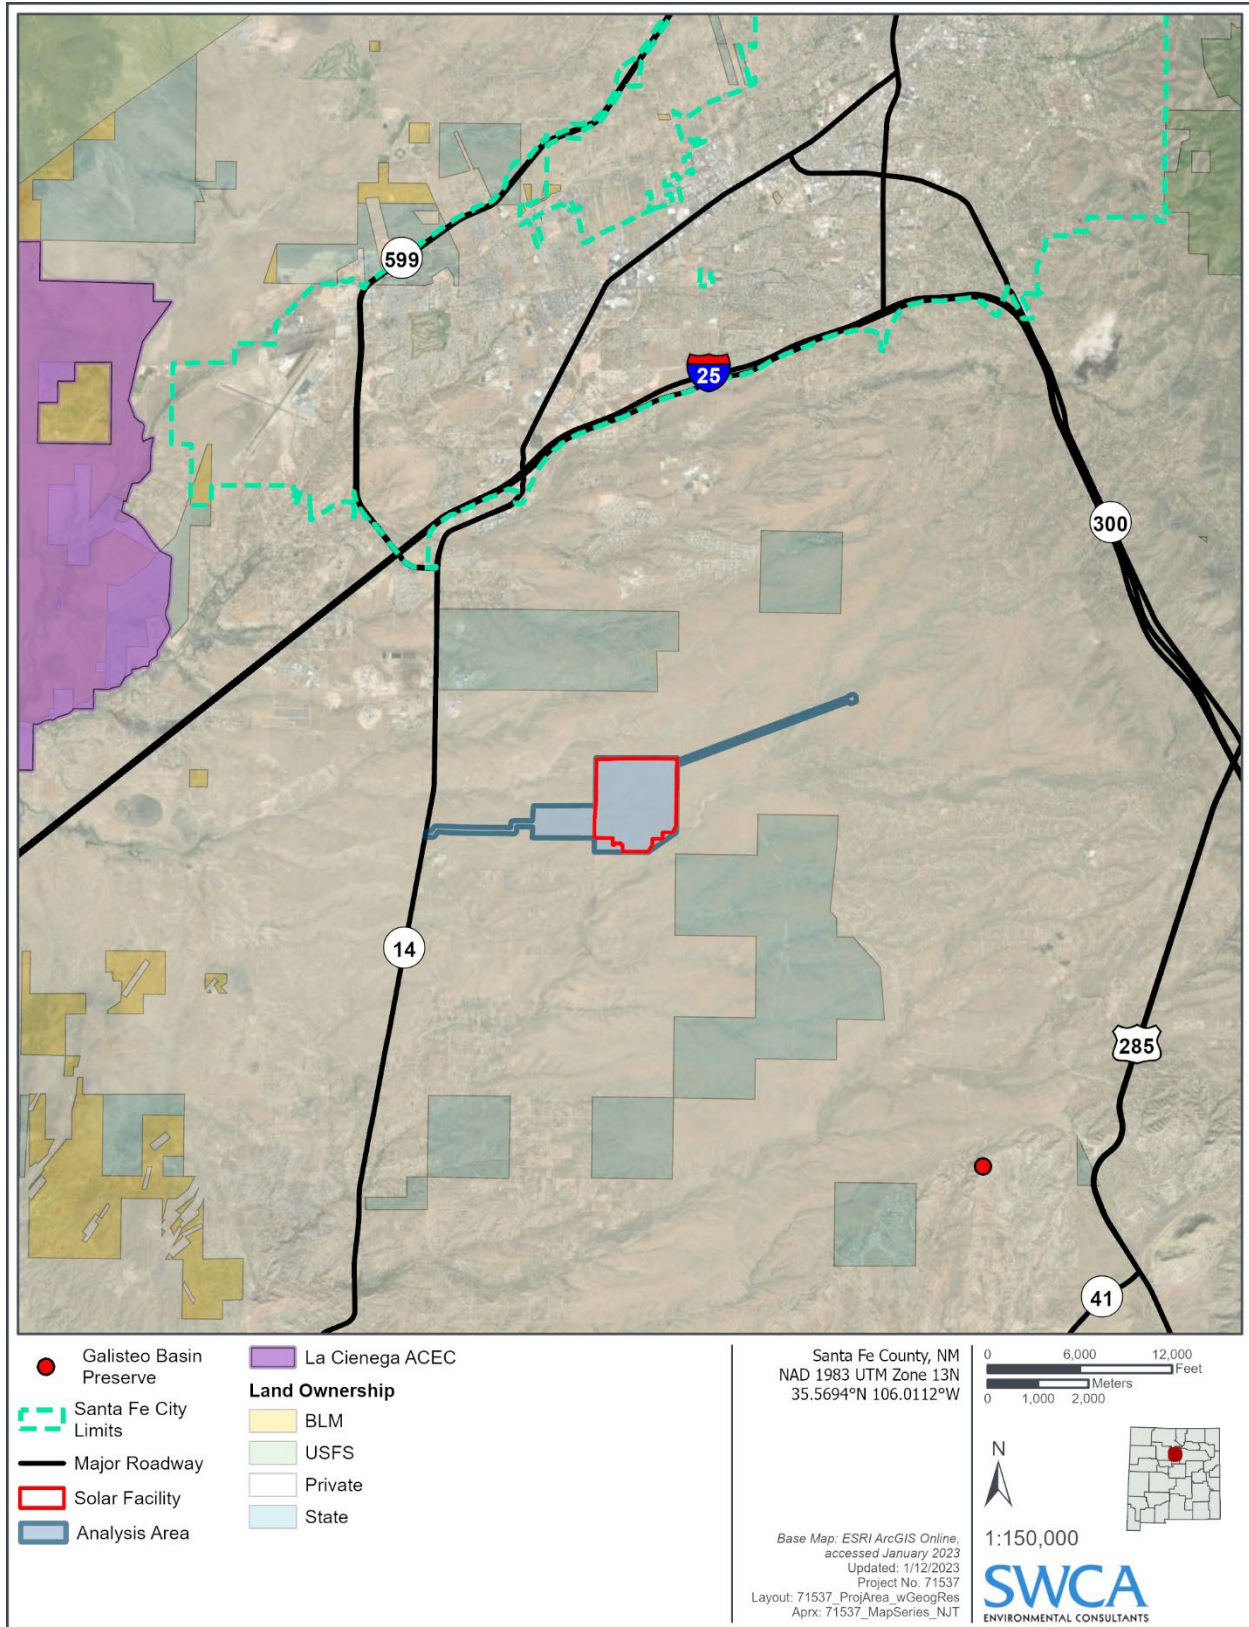 599
25
300
14
285
41
Galisteo Basin
Preserve
Santa Fe City
Limits
Major Roadway
Solar Facility
Analysis Area
La Cienega ACEC
Land Ownership
BLM
USFS
Private
State
Santa Fe County, NM
NAD 1983 UTM Zone 13N
35.5694°N 106.0112°W
Base Map: ESRI ArcGIS Online,
accessed January 2023
Updated: 1/12/2023
Project No. 71537
Layout: 71537_ProjArea_wGeogRes
Aprx: 71537_MapSeries_NJT
0 6,000 12,000
Feet
Meters
0 1,000 2,000
N
1:150,000
SWCA
ENVIRONMENTAL CONSULTANTS